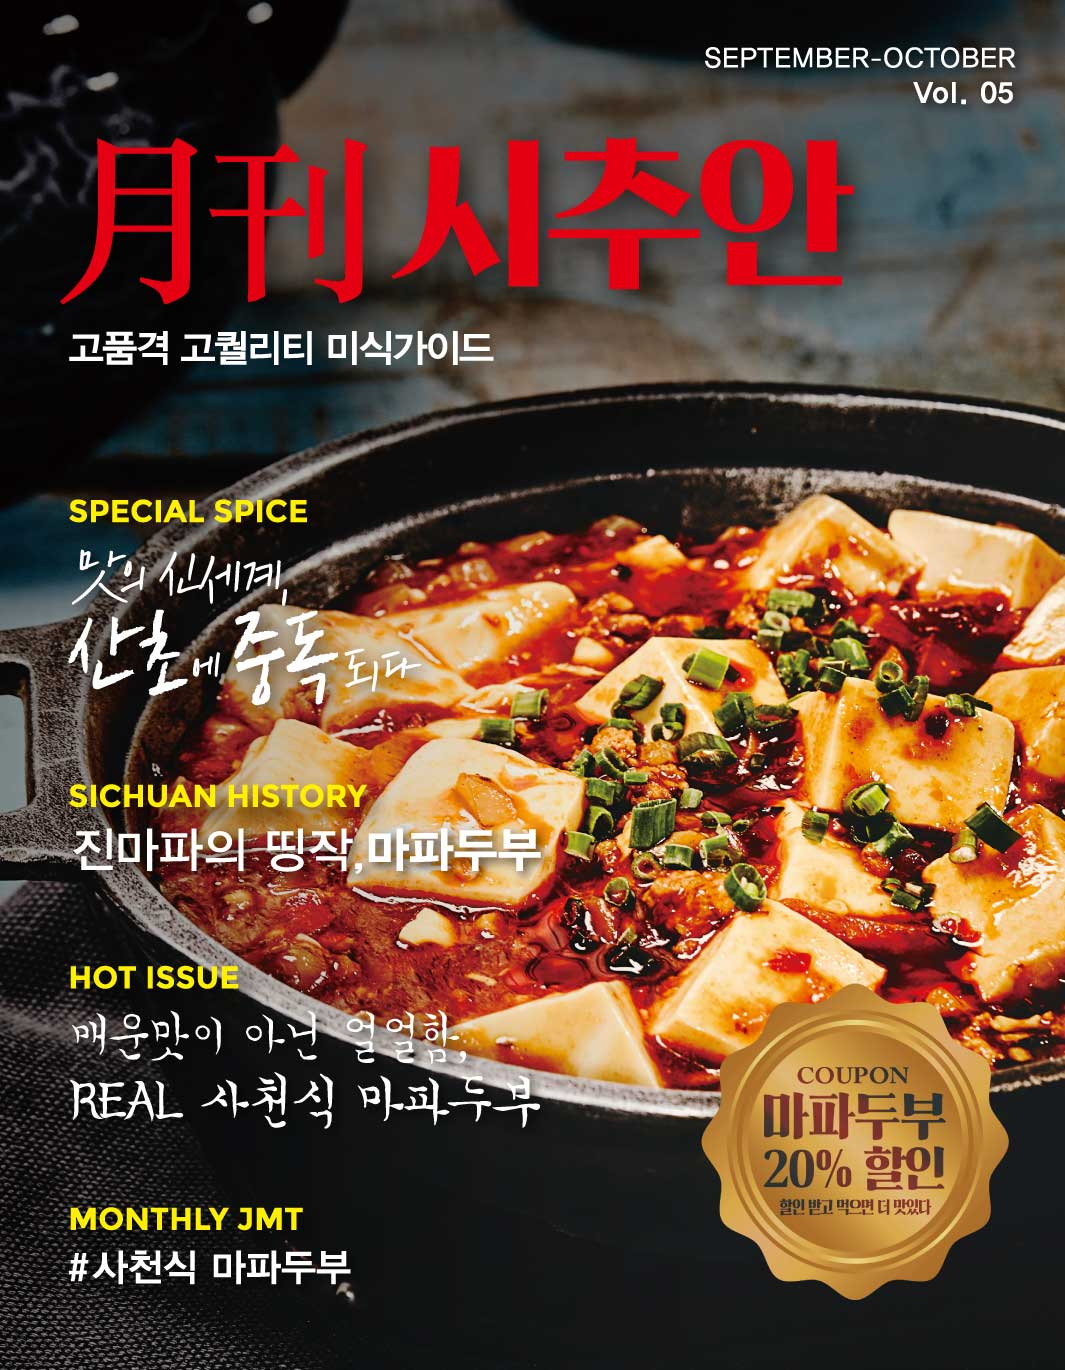 SEPTEMBER-OCTOBER
Vol. 05
月刊 시추안
고품격 고퀄리티 미식가이드
SPECIAL SPICE
맛의 신세계,
산초에 중독되다
SICHUAN HISTORY
진마파의 띵작, 마파두부
HOT ISSUE
매운맛이 아닌 얼얼함,
REAL 사천식 마파두부
MONTHLY JMT
#사천식 마파두부
COUPON
마파두부
20% 할인
할인 받고 먹으면 더 맛있다